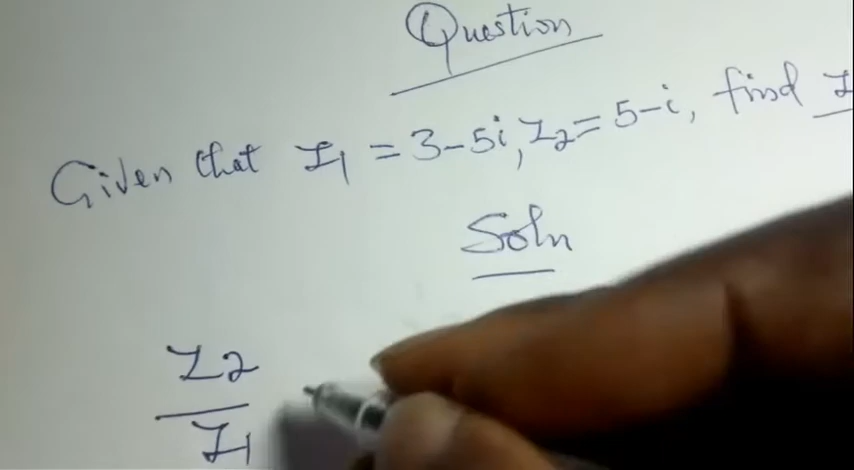 Question
Given that Z1 = 3-5i, Z2 = 5-i, find
Soln
Z2
Z1